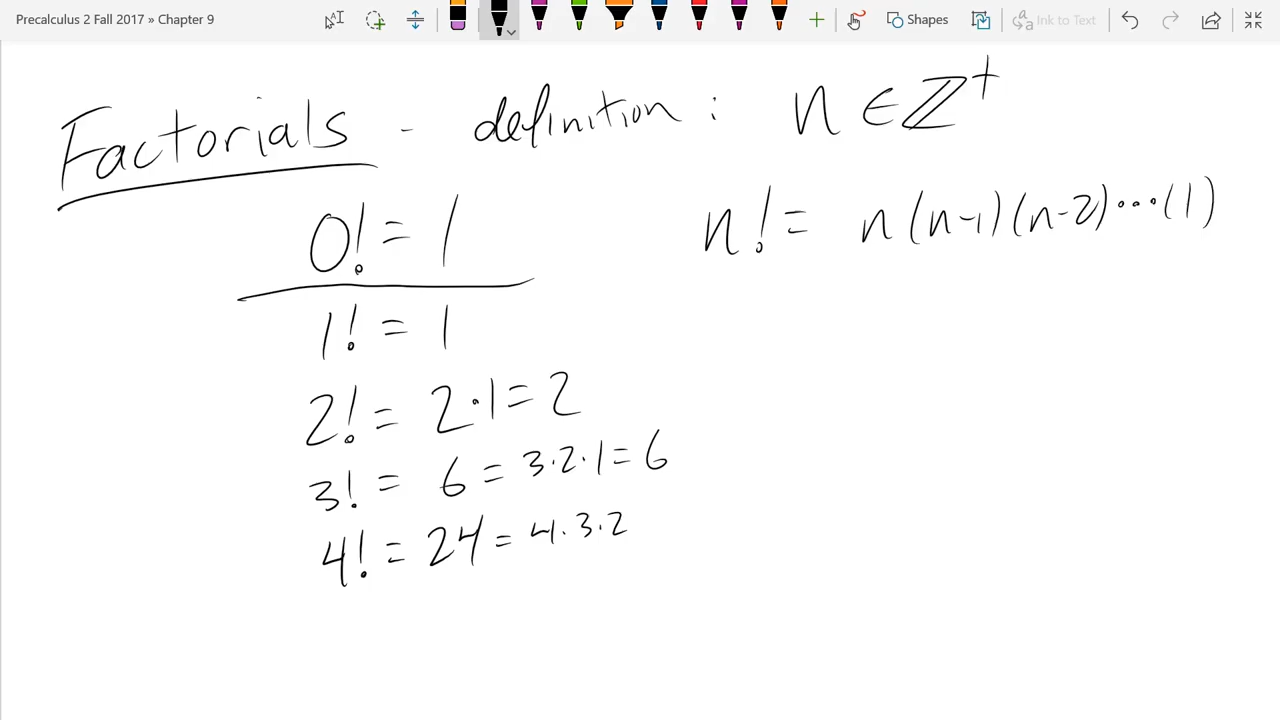 Precalculus 2 Fall 2017 » Chapter 9
Shapes
Ink to Text
Factorials - definition: n ∈ ℤ⁺
0! = 1
n! = n(n-1)(n-2)···(1)
1! = 1
2! = 2·1 = 2
3! = 6 = 3·2·1 = 6
4! = 24 = 4·3·2